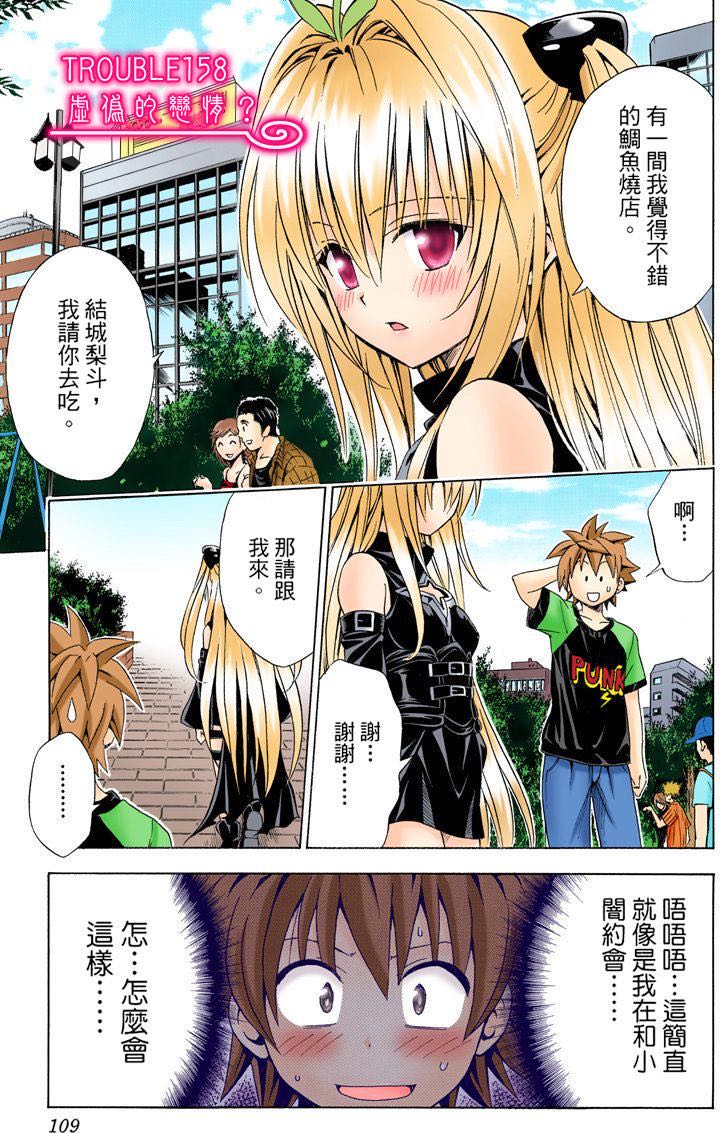 TROUBLE158
虛偽的戀情？
有一間我覺得不錯
的鯛魚燒店。
結城梨斗，
我請你去吃。
啊…
PUNK
謝…
謝謝……
那請跟
我來。
………
唔唔唔…這簡直
就像是我在和小
闇約會……
怎…怎麼會
這樣……
109